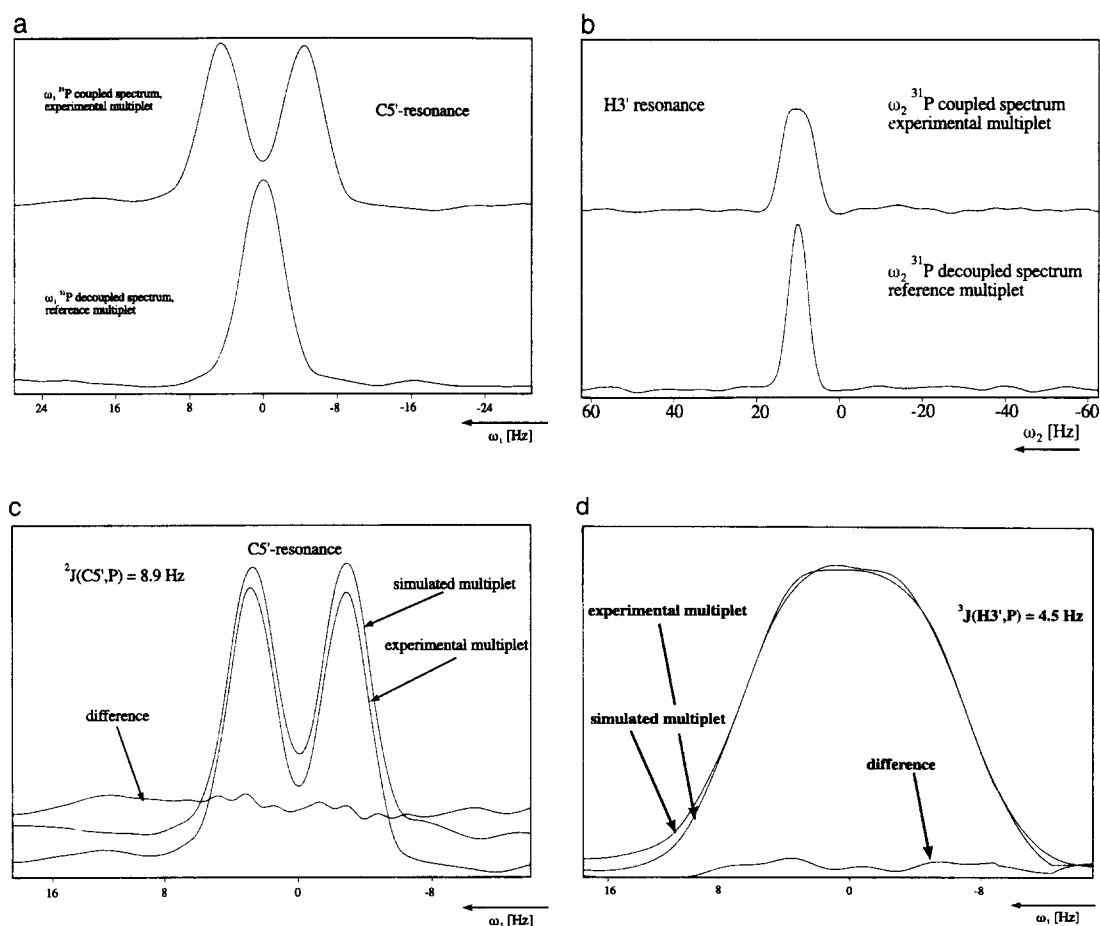 a
ω₁ ³¹P coupled spectrum,
experimental multiplet
C5'-resonance
ω₁ ³¹P decoupled spectrum,
reference multiplet
24 16 8 0 -8 -16 -24
ω₁ [Hz]
b
H3' resonance
ω₂ ³¹P coupled spectrum
experimental multiplet
ω₂ ³¹P decoupled spectrum
reference multiplet
60 40 20 0 -20 -40 -60
ω₂ [Hz]
c
C5'-resonance
²J(C5',P) = 8.9 Hz
simulated multiplet
experimental multiplet
difference
16 8 0 -8
ω₁ [Hz]
d
experimental multiplet
³J(H3',P) = 4.5 Hz
simulated multiplet
difference
16 8 0 -8
ω₁ [Hz]